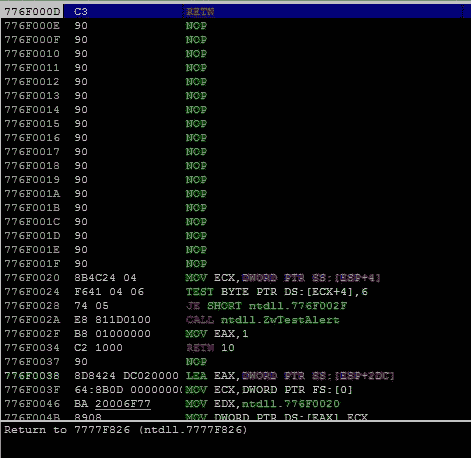 776F000D C3 RETN
776F000E 90 NOP
776F000F 90 NOP
776F0010 90 NOP
776F0011 90 NOP
776F0012 90 NOP
776F0013 90 NOP
776F0014 90 NOP
776F0015 90 NOP
776F0016 90 NOP
776F0017 90 NOP
776F0018 90 NOP
776F0019 90 NOP
776F001A 90 NOP
776F001B 90 NOP
776F001C 90 NOP
776F001D 90 NOP
776F001E 90 NOP
776F001F 90 NOP
776F0020 8B4C24 04 MOV ECX,DWORD PTR SS:[ESP+4]
776F0024 F641 04 06 TEST BYTE PTR DS:[ECX+4],6
776F0028 74 05 JE SHORT ntdll.776F002F
776F002A E8 811D0100 CALL ntdll.ZwTestAlert
776F002F B8 01000000 MOV EAX,1
776F0034 C2 1000 RETN 10
776F0037 90 NOP
776F0038 8D8424 DC020000 LEA EAX,DWORD PTR SS:[ESP+2DC]
776F003F 64:8B0D 00000000 MOV ECX,DWORD PTR FS:[0]
776F0046 BA 20006F77 MOV EDX,ntdll.776F0020
776F004B 8908 MOV DWORD PTR DS:[EAX],ECX
Return to 7777F826 (ntdll.7777F826)